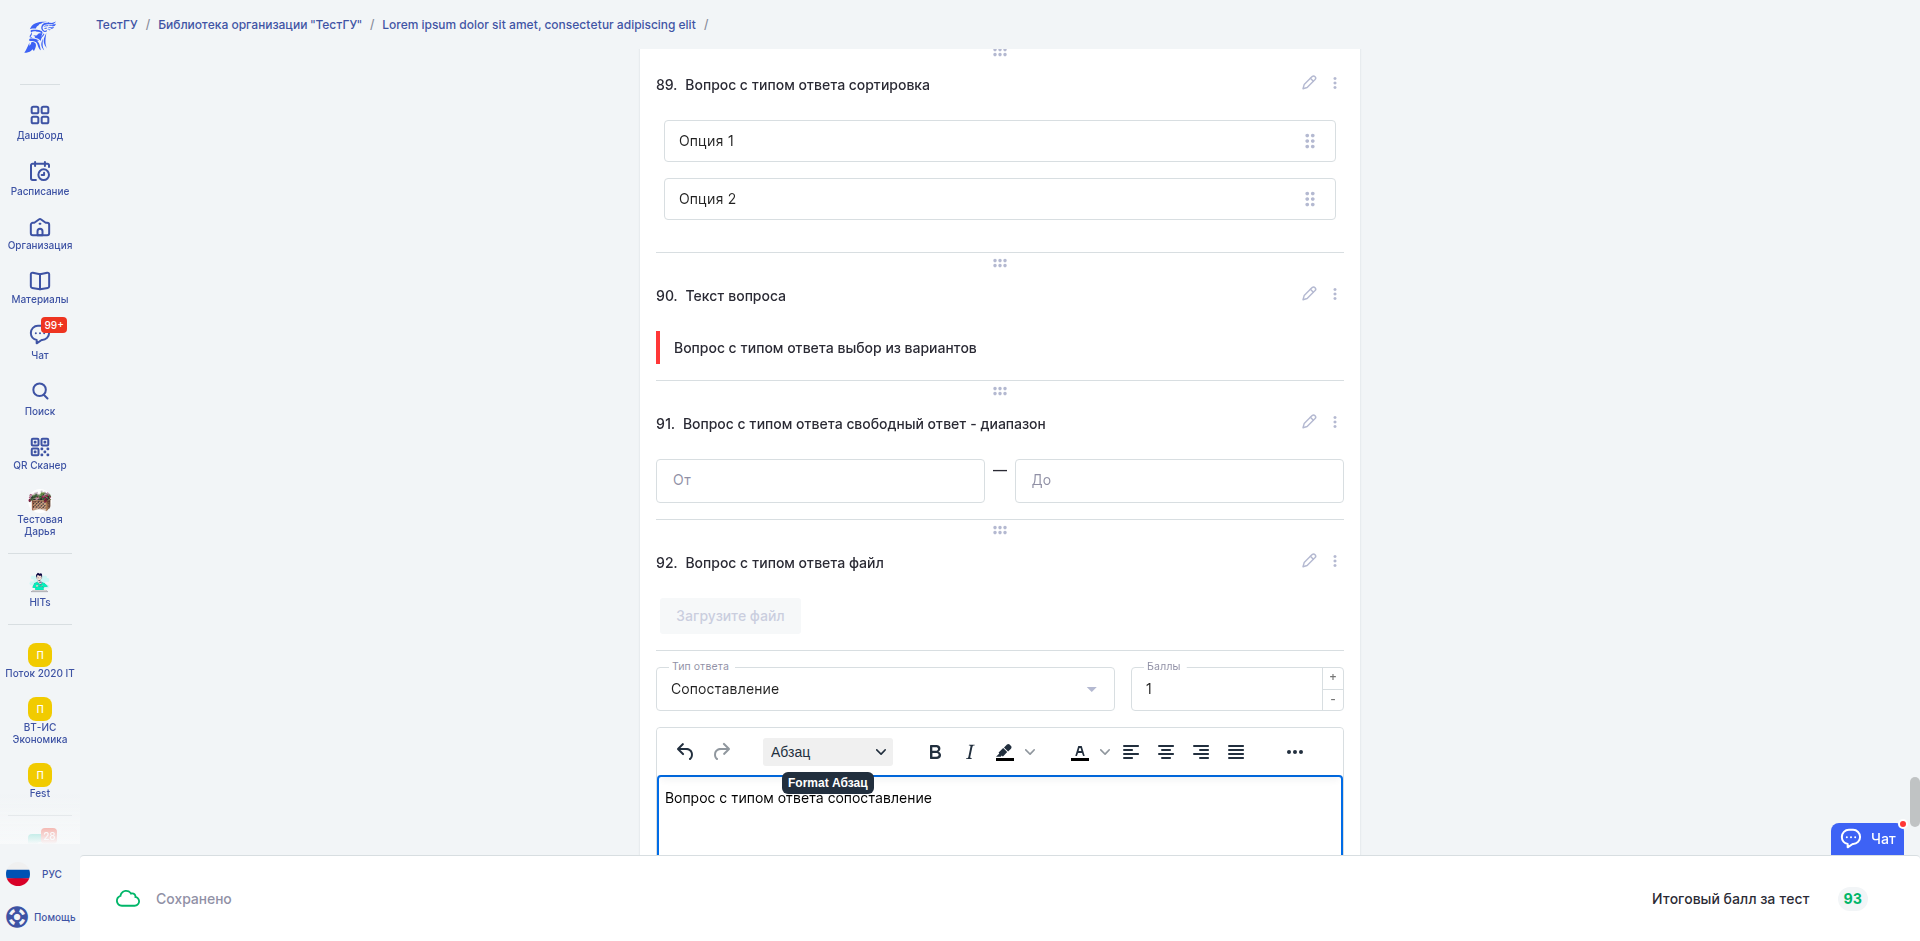 ТестГУ / Библиотека организации "ТестГУ" / Lorem ipsum dolor sit amet, consectetur adipiscing elit /
Дашборд
Расписание
Организация
Материалы
99+
Чат
Поиск
QR Сканер
Тестовая
Дарья
HITs
П
Поток 2020 IT
П
ВТ-ИС
Экономика
П
Fest
28
РУС
Помощь
89. Вопрос с типом ответа сортировка
Опция 1
Опция 2
90. Текст вопроса
Вопрос с типом ответа выбор из вариантов
91. Вопрос с типом ответа свободный ответ - диапазон
От — До
92. Вопрос с типом ответа файл
Загрузите файл
Тип ответа
Сопоставление
Баллы
1
+
-
Абзац
B I A
Format Абзац
Вопрос с типом ответа сопоставление
Чат
Сохранено
Итоговый балл за тест 93